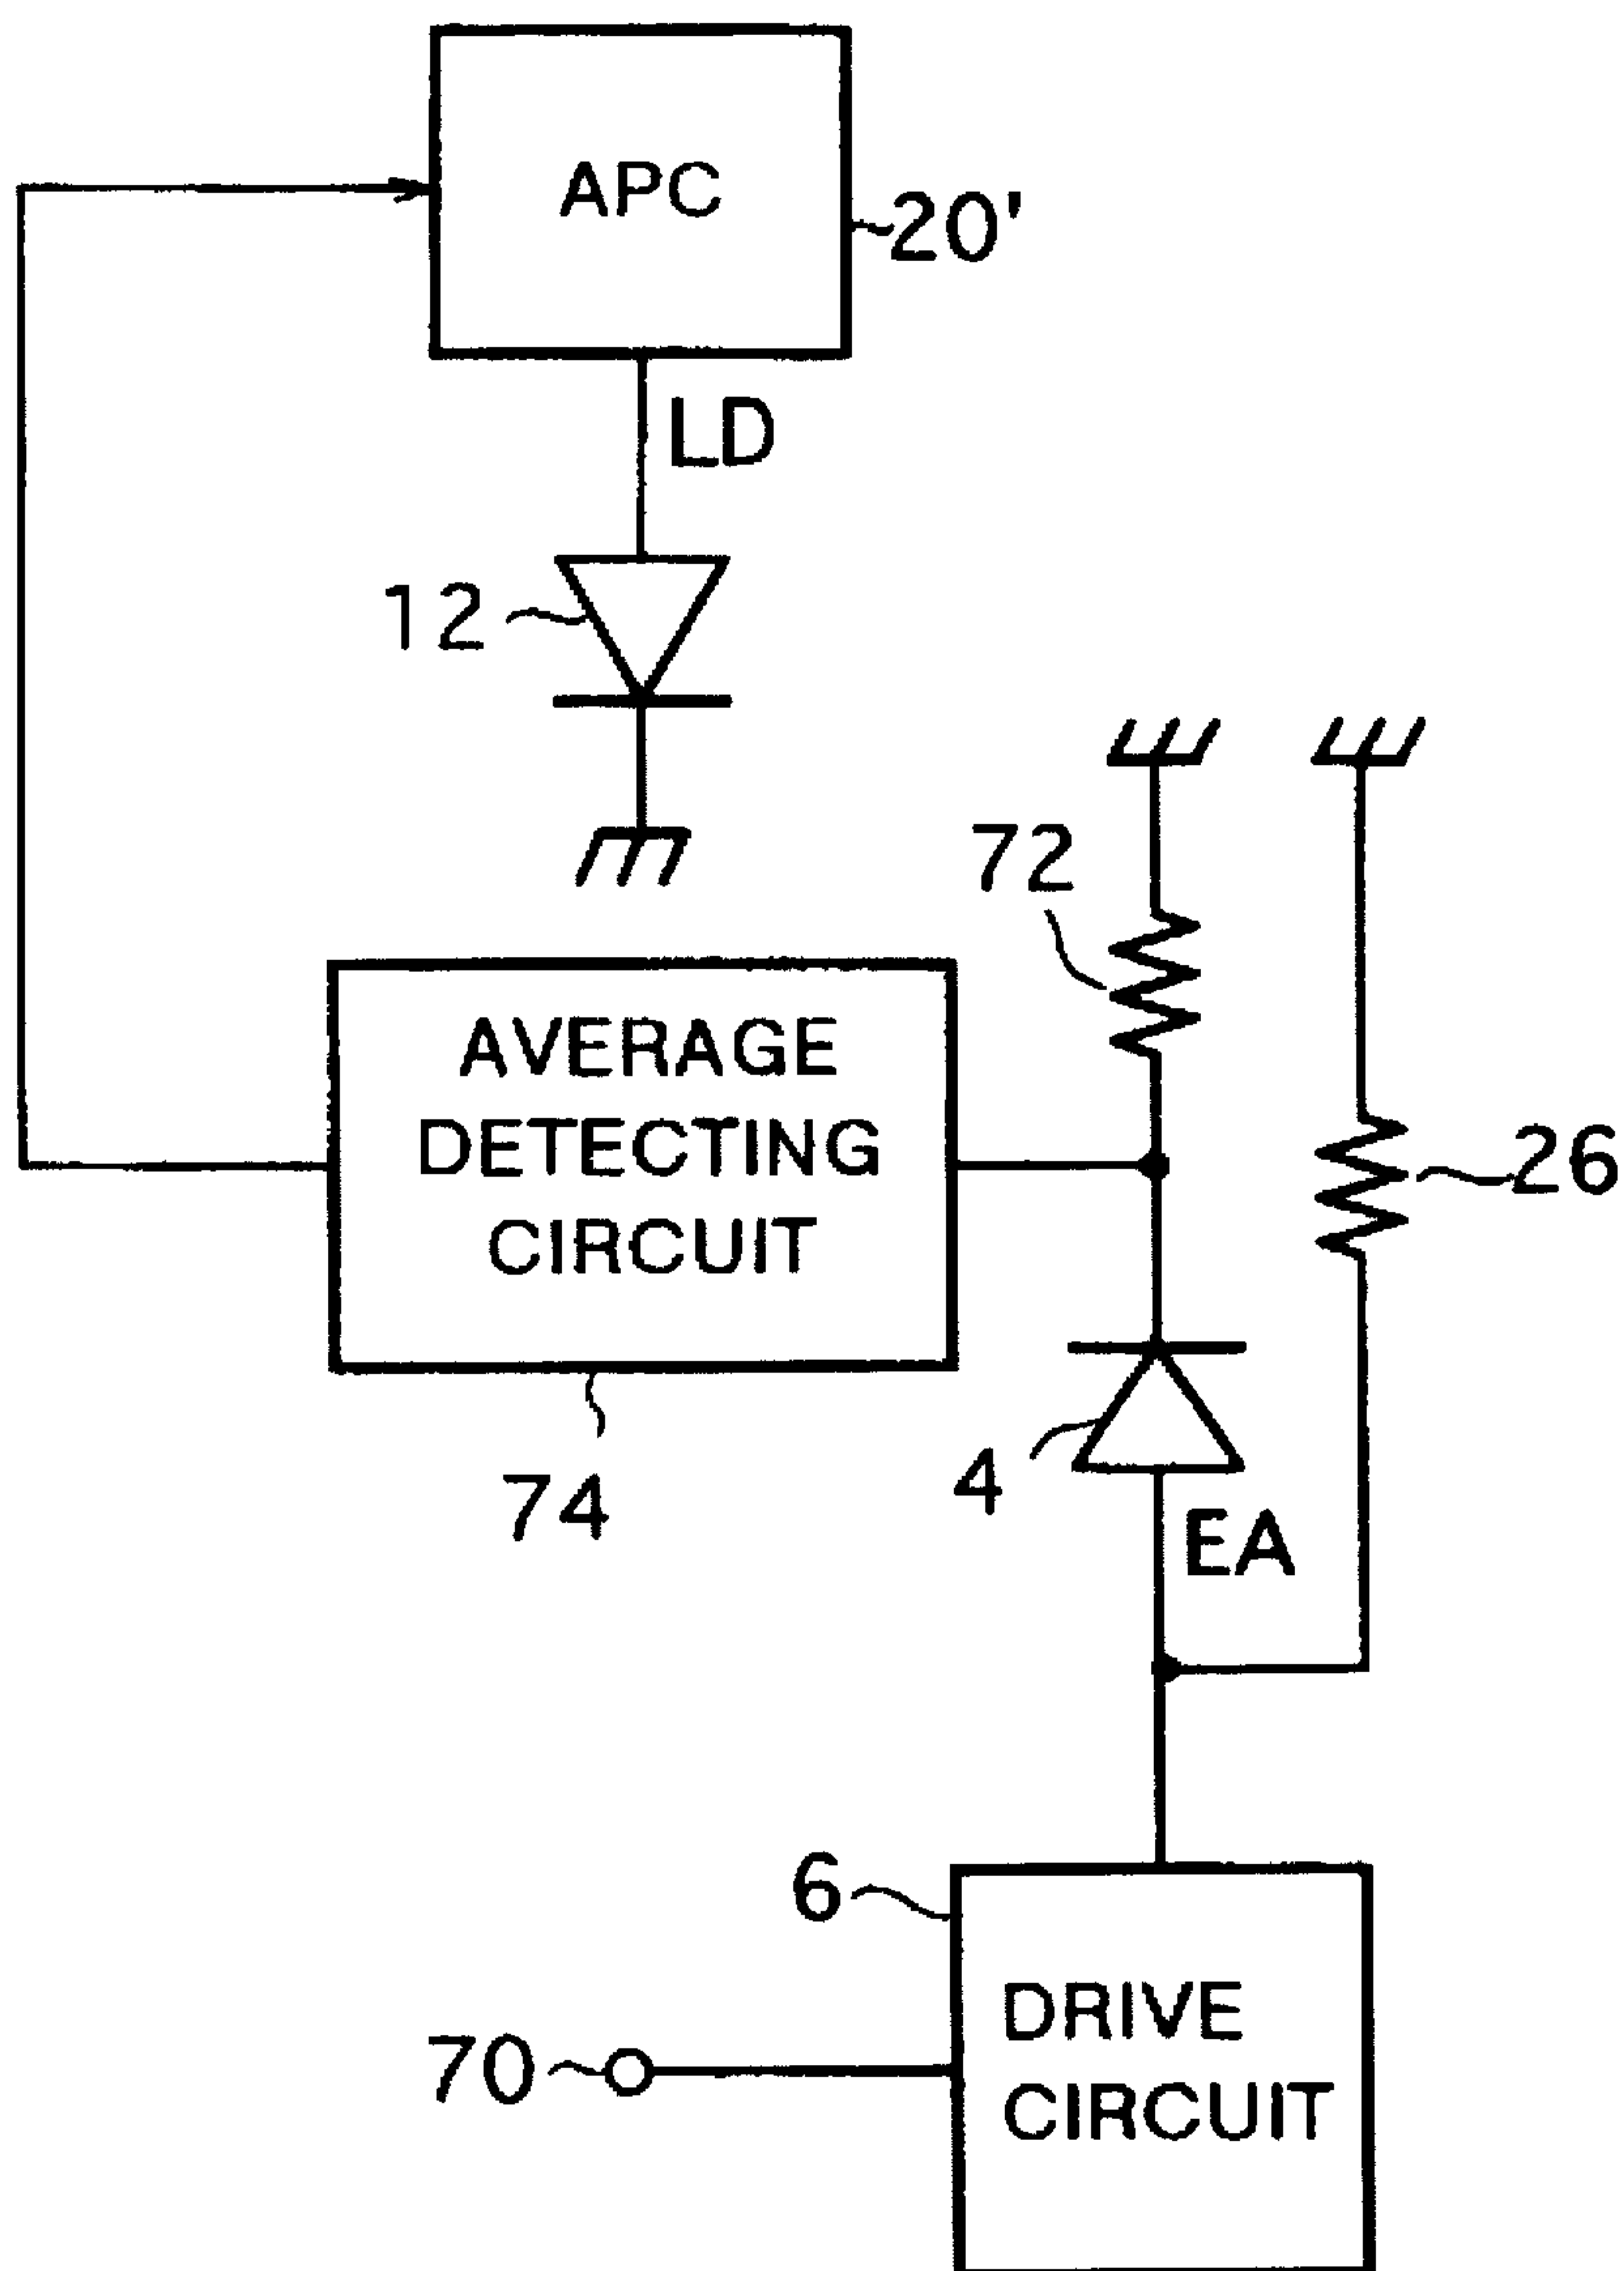 APC
20'
LD
12
72
AVERAGE
DETECTING
CIRCUIT
26
74
4
EA
6
DRIVE
CIRCUIT
70